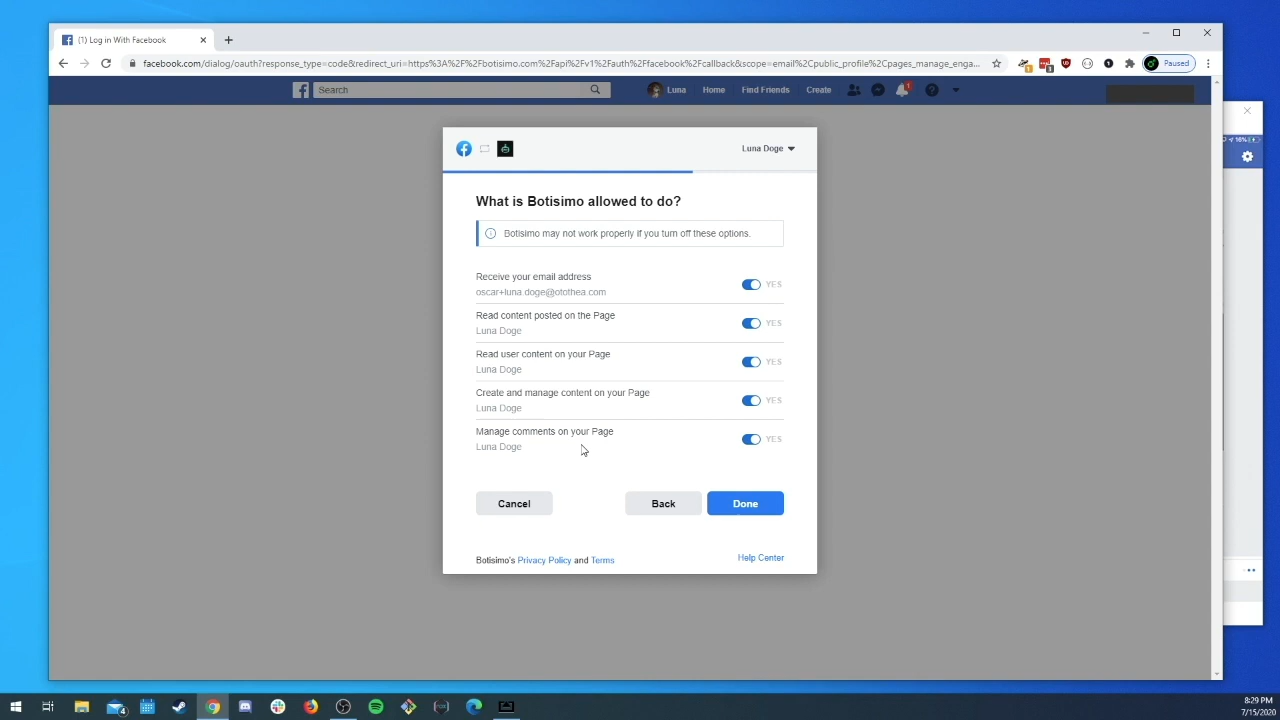 (1) Log in With Facebook
facebook.com/dialog/oauth?response_type=code&redirect_uri=https%3A%2F%2Fbotisimo.com%2Fapi%2Fv1%2Fauth%2Ffacebook%2Fcallback&scope=email%2Cpublic_profile%2Cpages_manage_enga...
Paused
Search
Luna
Home
Find Friends
Create
16%
Luna Doge
What is Botisimo allowed to do?
Botisimo may not work properly if you turn off these options.
Receive your email address
oscar+luna.doge@otothea.com
YES
Read content posted on the Page
Luna Doge
YES
Read user content on your Page
Luna Doge
YES
Create and manage content on your Page
Luna Doge
YES
Manage comments on your Page
Luna Doge
YES
Cancel
Back
Done
Botisimo's Privacy Policy and Terms
Help Center
4
8:29 PM
7/15/2020